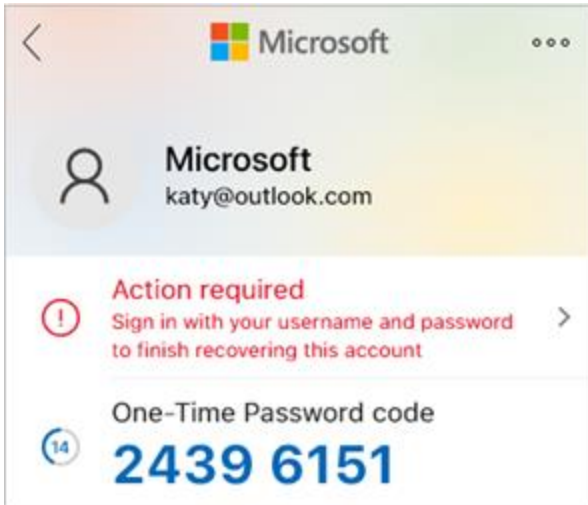 Microsoft
Microsoft
katy@outlook.com
Action required
Sign in with your username and password
to finish recovering this account
One-Time Password code
14
2439 6151